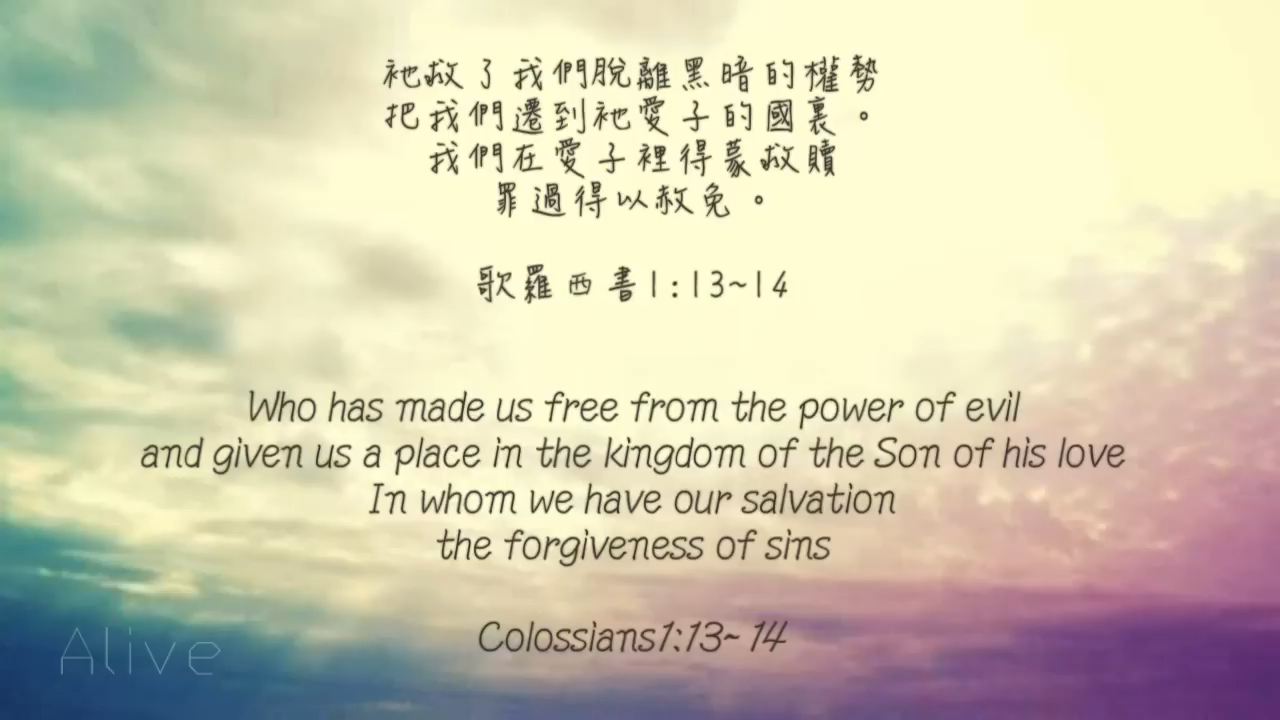 祂救了我們脫離黑暗的權勢
把我們遷到祂愛子的國裏。
我們在愛子裡得蒙救贖
罪過得以赦免。
歌羅西書1:13~14
Who has made us free from the power of evil
and given us a place in the kingdom of the Son of his love
In whom we have our salvation
the forgiveness of sins
Colossians1:13~14
Alive